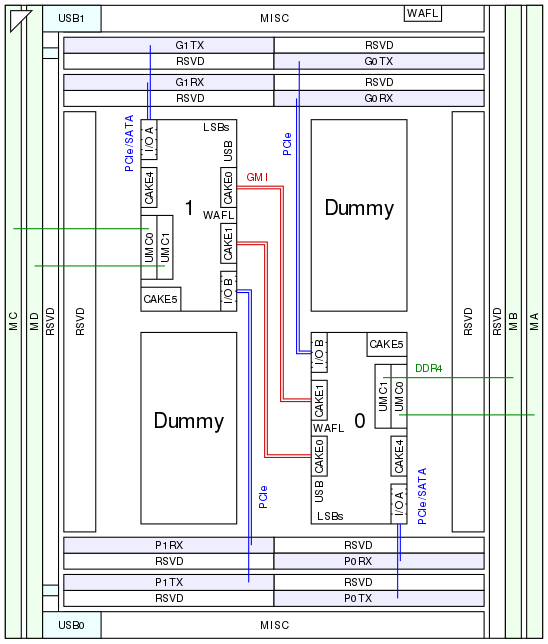 USB1
MISC
WAFL
G1TX
RSVD
RSVD
G0TX
G1RX
RSVD
RSVD
G0RX
PCIe/SATA
I/O A
LSBs
USB
PCIe
CAKE4
CAKE0
GMI
1
WAFL
Dummy
UMC0
UMC1
CAKE1
I/O B
CAKE5
MC
MD
RSVD
RSVD
RSVD
RSVD
MB
MA
I/O B
CAKE5
DDR4
UMC1
UMC0
CAKE1
Dummy
WAFL
0
CAKE0
CAKE4
USB
I/O A
LSBs
PCIe
PCIe/SATA
P1RX
RSVD
RSVD
P0RX
P1TX
RSVD
RSVD
P0TX
USB0
MISC